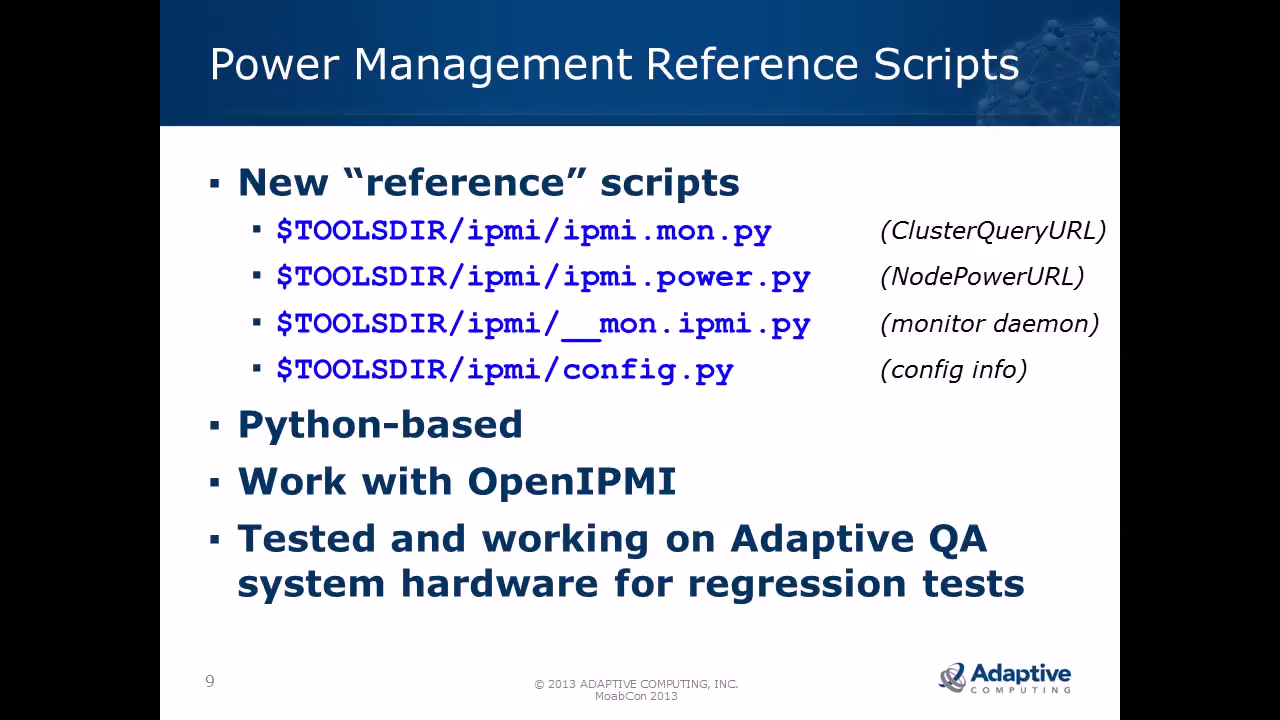 Power Management Reference Scripts
▪ New “reference” scripts
▪ $TOOLSDIR/ipmi/ipmi.mon.py (ClusterQueryURL)
▪ $TOOLSDIR/ipmi/ipmi.power.py (NodePowerURL)
▪ $TOOLSDIR/ipmi/__mon.ipmi.py (monitor daemon)
▪ $TOOLSDIR/ipmi/config.py (config info)
▪ Python-based
▪ Work with OpenIPMI
▪ Tested and working on Adaptive QA
system hardware for regression tests
9
© 2013 ADAPTIVE COMPUTING, INC.
MoabCon 2013
Adaptive
COMPUTING